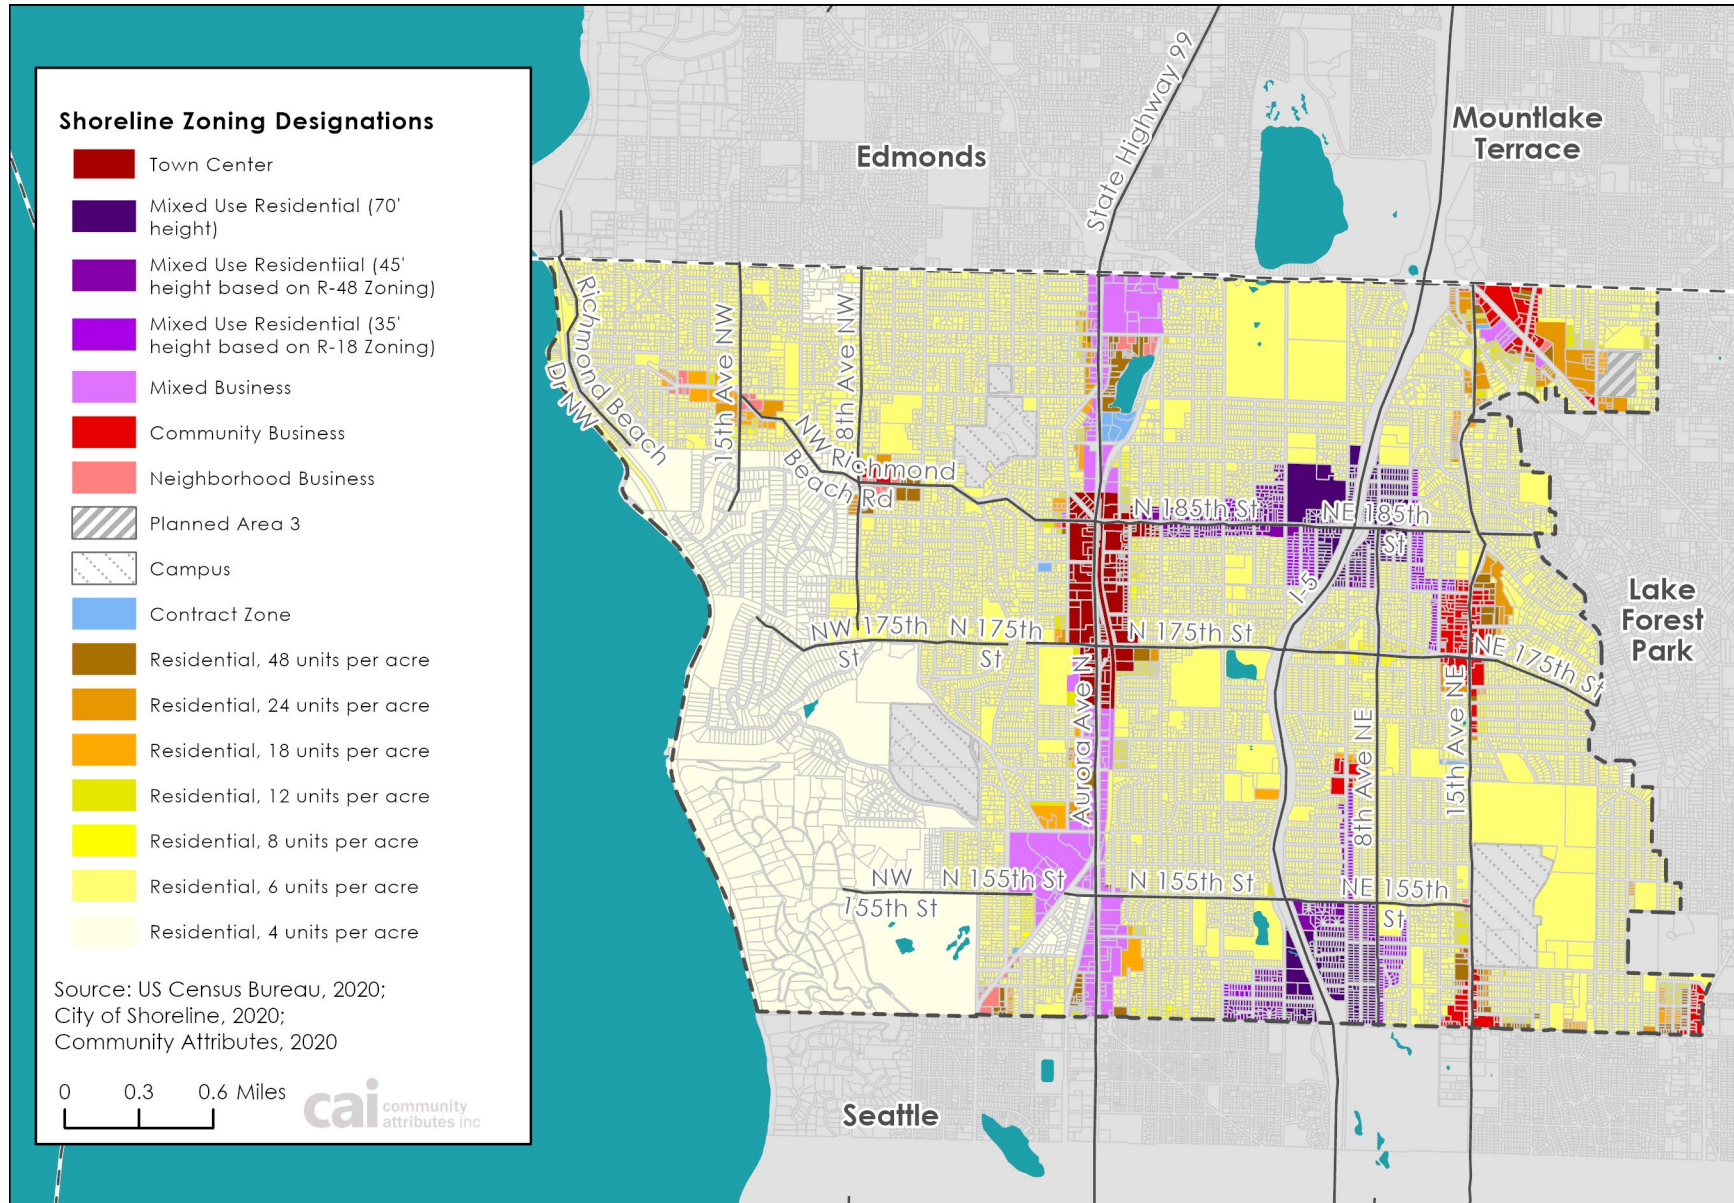 Shoreline Zoning Designations
Town Center
Mixed Use Residential (70'
height)
Mixed Use Residentiial (45'
height based on R-48 Zoning)
Mixed Use Residential (35'
height based on R-18 Zoning)
Mixed Business
Community Business
Neighborhood Business
Planned Area 3
Campus
Contract Zone
Residential, 48 units per acre
Residential, 24 units per acre
Residential, 18 units per acre
Residential, 12 units per acre
Residential, 8 units per acre
Residential, 6 units per acre
Residential, 4 units per acre
Source: US Census Bureau, 2020;
City of Shoreline, 2020;
Community Attributes, 2020
0 0.3 0.6 Miles
cai community
attributes inc
Edmonds
State Highway 99
Mountlake
Terrace
Richmond Beach
Dr NW
15th Ave NW
8th Ave NW
NW Richmond
Beach Rd
N 185th St
NE 185th
St
I-5
Lake
Forest
Park
NW 175th
St
N 175th
St
N 175th St
NE 175th St
Aurora Ave N
8th Ave NE
15th Ave NE
NW
155th St
N 155th St
N 155th St
NE 155th
St
Seattle